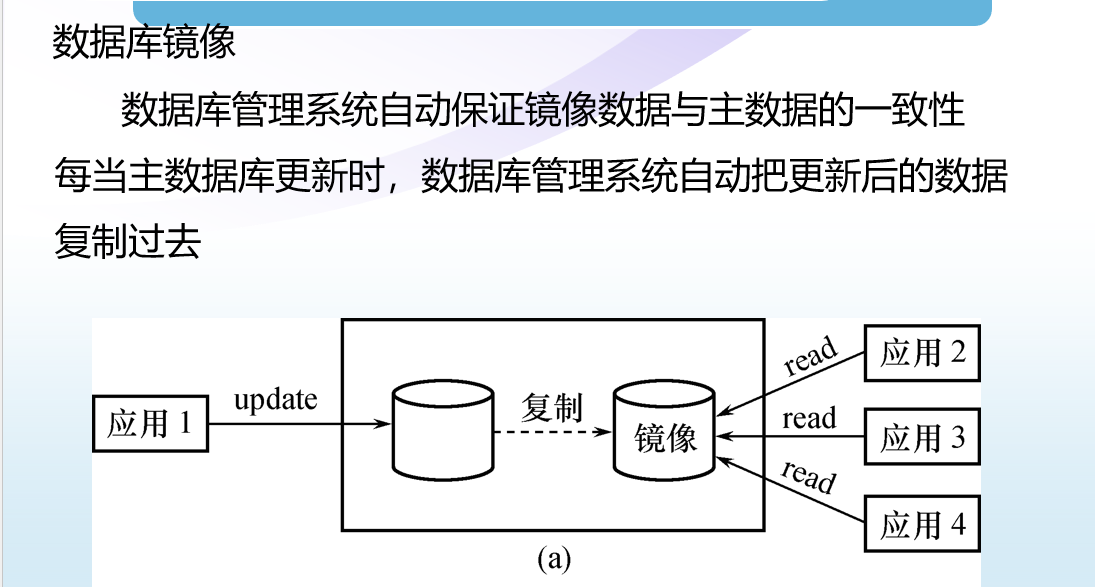 数据库镜像
数据库管理系统自动保证镜像数据与主数据的一致性
每当主数据库更新时，数据库管理系统自动把更新后的数据
复制过去
应用 1
update
复制
镜像
read
应用 2
read
应用 3
read
应用 4
(a)